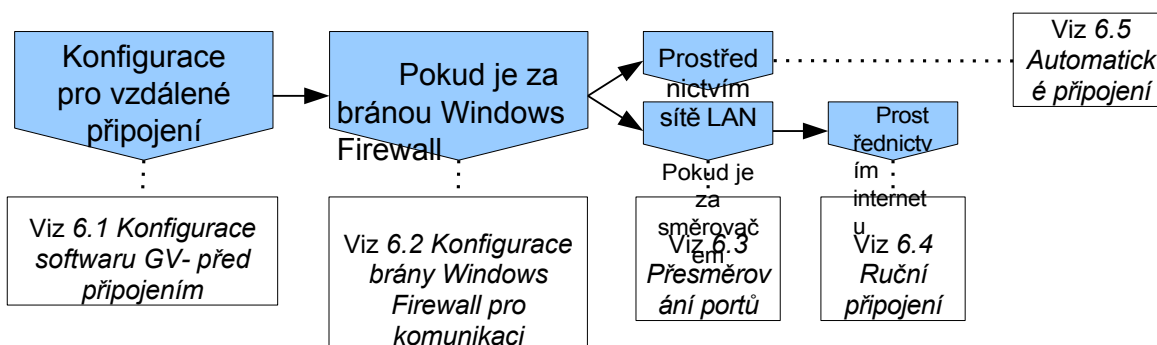 Konfigurace
pro vzdálené
připojení
Pokud je za
bránou Windows
Firewall
Prostřed
nictvím
sítě LAN
Pokud je
za
směrovač
em
Prost
řednictv
ím
internet
u
Viz 6.5
Automatick
é připojení
Viz 6.1 Konfigurace
softwaru GV- před
připojením
Viz 6.2 Konfigurace
brány Windows
Firewall pro
komunikaci
Viz 6.3
Přesměrov
ání portů
Viz 6.4
Ruční
připojení